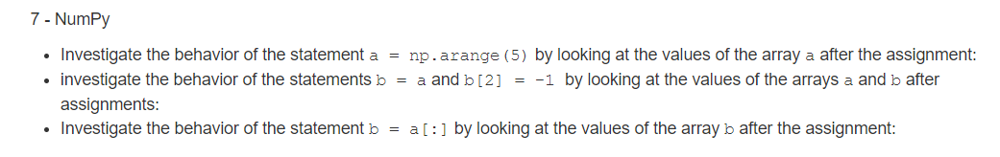 7 - NumPy
• Investigate the behavior of the statement a = np.arange(5) by looking at the values of the array a after the assignment:
• investigate the behavior of the statements b = a and b[2] = -1 by looking at the values of the arrays a and b after
assignments:
• Investigate the behavior of the statement b = a[:] by looking at the values of the array b after the assignment: